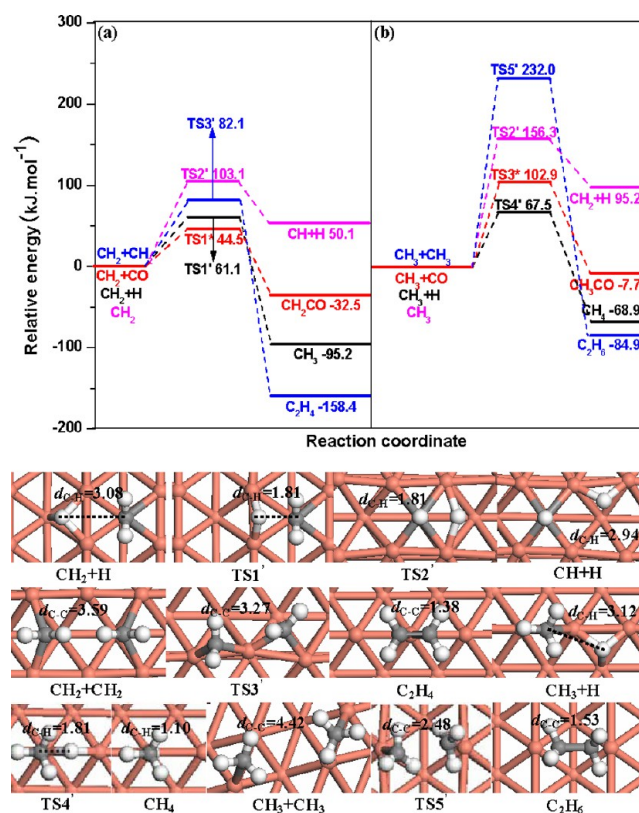 300
(a)
(b)
TS5' 232.0
200
TS3' 82.1
TS2' 156.3
TS2' 103.1
TS3* 102.9
100
CH₂+H 95.2
TS4' 67.5
CH+H 50.1
CH₂+CH
TS1* 44.5
CH₃+CH₃
0
CH₂+CO
TS1' 61.1
CH₃+CO
CH₃CO -7.7
CH₂+H
CH₂CO -32.5
CH₃+H
CH₂
CH₃
CH₄ -68.9
C₂H₆ -84.9
-100
CH₃ -95.2
C₂H₄ -158.4
-200
Relative energy (kJ.mol⁻¹)
Reaction coordinate
dC-H=3.08
dC-H=1.81
dC-H=1.81
dC-H=2.94
CH₂+H
TS1'
TS2'
CH+H
dC-C=3.59
dC-C=3.27
dC-C=1.38
dC-H=3.12
CH₂+CH₂
TS3'
C₂H₄
CH₃+H
dC-H=1.81
dC-H=1.10
dC-C=4.42
dC-C=2.48
dC-C=1.53
TS4'
CH₄
CH₃+CH₃
TS5'
C₂H₆